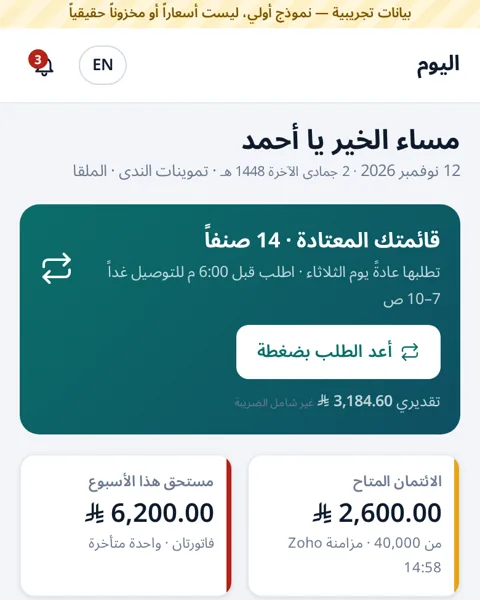 بيانات تجريبية — نموذج أولي، ليست أسعاراً أو مخزوناً حقيقياً
اليوم
EN
3
مساء الخير يا أحمد
12 نوفمبر 2026 · 2 جمادى الآخرة 1448 هـ · تموينات الندى · الملقا
قائمتك المعتادة · 14 صنفاً
تطلبها عادةً يوم الثلاثاء · اطلب قبل 6:00 م للتوصيل غداً
7–10 ص
أعد الطلب بضغطة
تقديري 3,184.60 ⃁ غير شامل الضريبة
الائتمان المتاح
2,600.00 ⃁
من 40,000 · مزامنة Zoho
14:58
مستحق هذا الأسبوع
6,200.00 ⃁
فاتورتان · واحدة متأخرة